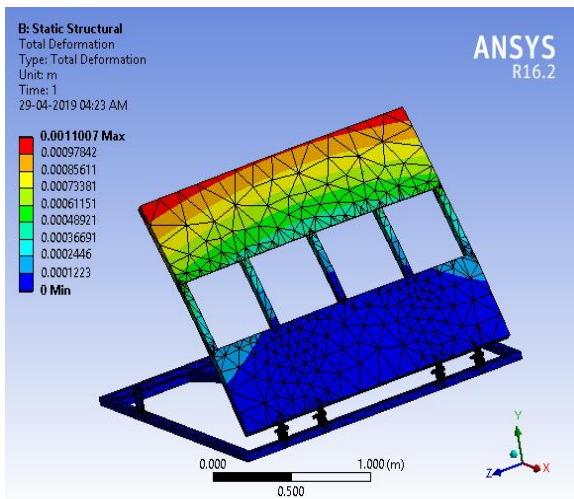 B: Static Structural
Total Deformation
Type: Total Deformation
Unit: m
Time: 1
29-04-2019 04:23 AM
ANSYS
R16.2
0.0011007 Max
0.00097842
0.00085611
0.00073381
0.00061151
0.00048921
0.00036691
0.0002446
0.0001223
0 Min
0.000
1.000 (m)
0.500
Y
Z
X